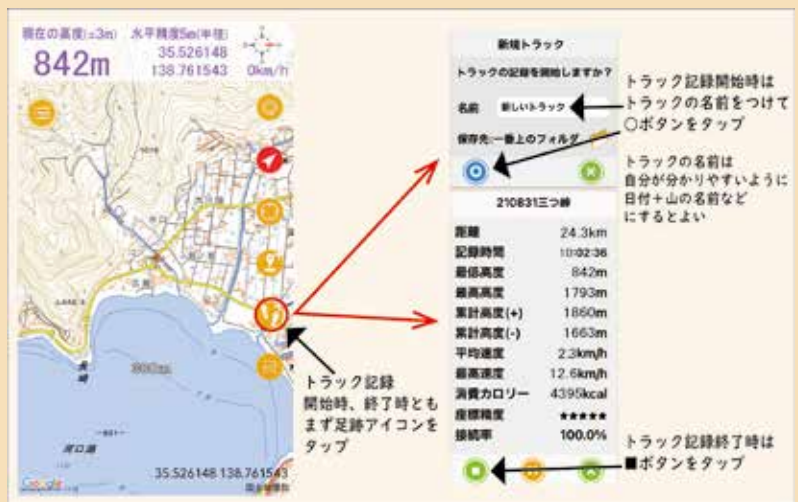 現在の高度(±3m)
水平精度5m(半径)
842m
35.526148
138.761543
0km/h
河口湖
35.526148 138.761543
国土地理院
Google
トラック記録
開始時、終了時とも
まず足跡アイコンを
タップ
新規トラック
トラックの記録を開始しますか?
名前
新しいトラック
保存先:一番上のフォルダ
トラック記録開始時は
トラックの名前をつけて
○ボタンをタップ
トラックの名前は
自分が分かりやすいように
日付+山の名前など
にするとよい
210831三つ峠
距離 24.3km
記録時間 10:02:36
最低高度 842m
最高高度 1793m
累計高度(+) 1860m
累計高度(-) 1663m
平均速度 2.3km/h
最高速度 12.6km/h
消費カロリー 4395kcal
座標精度 ★★★★★
接続率 100.0%
トラック記録終了時は
■ボタンをタップ